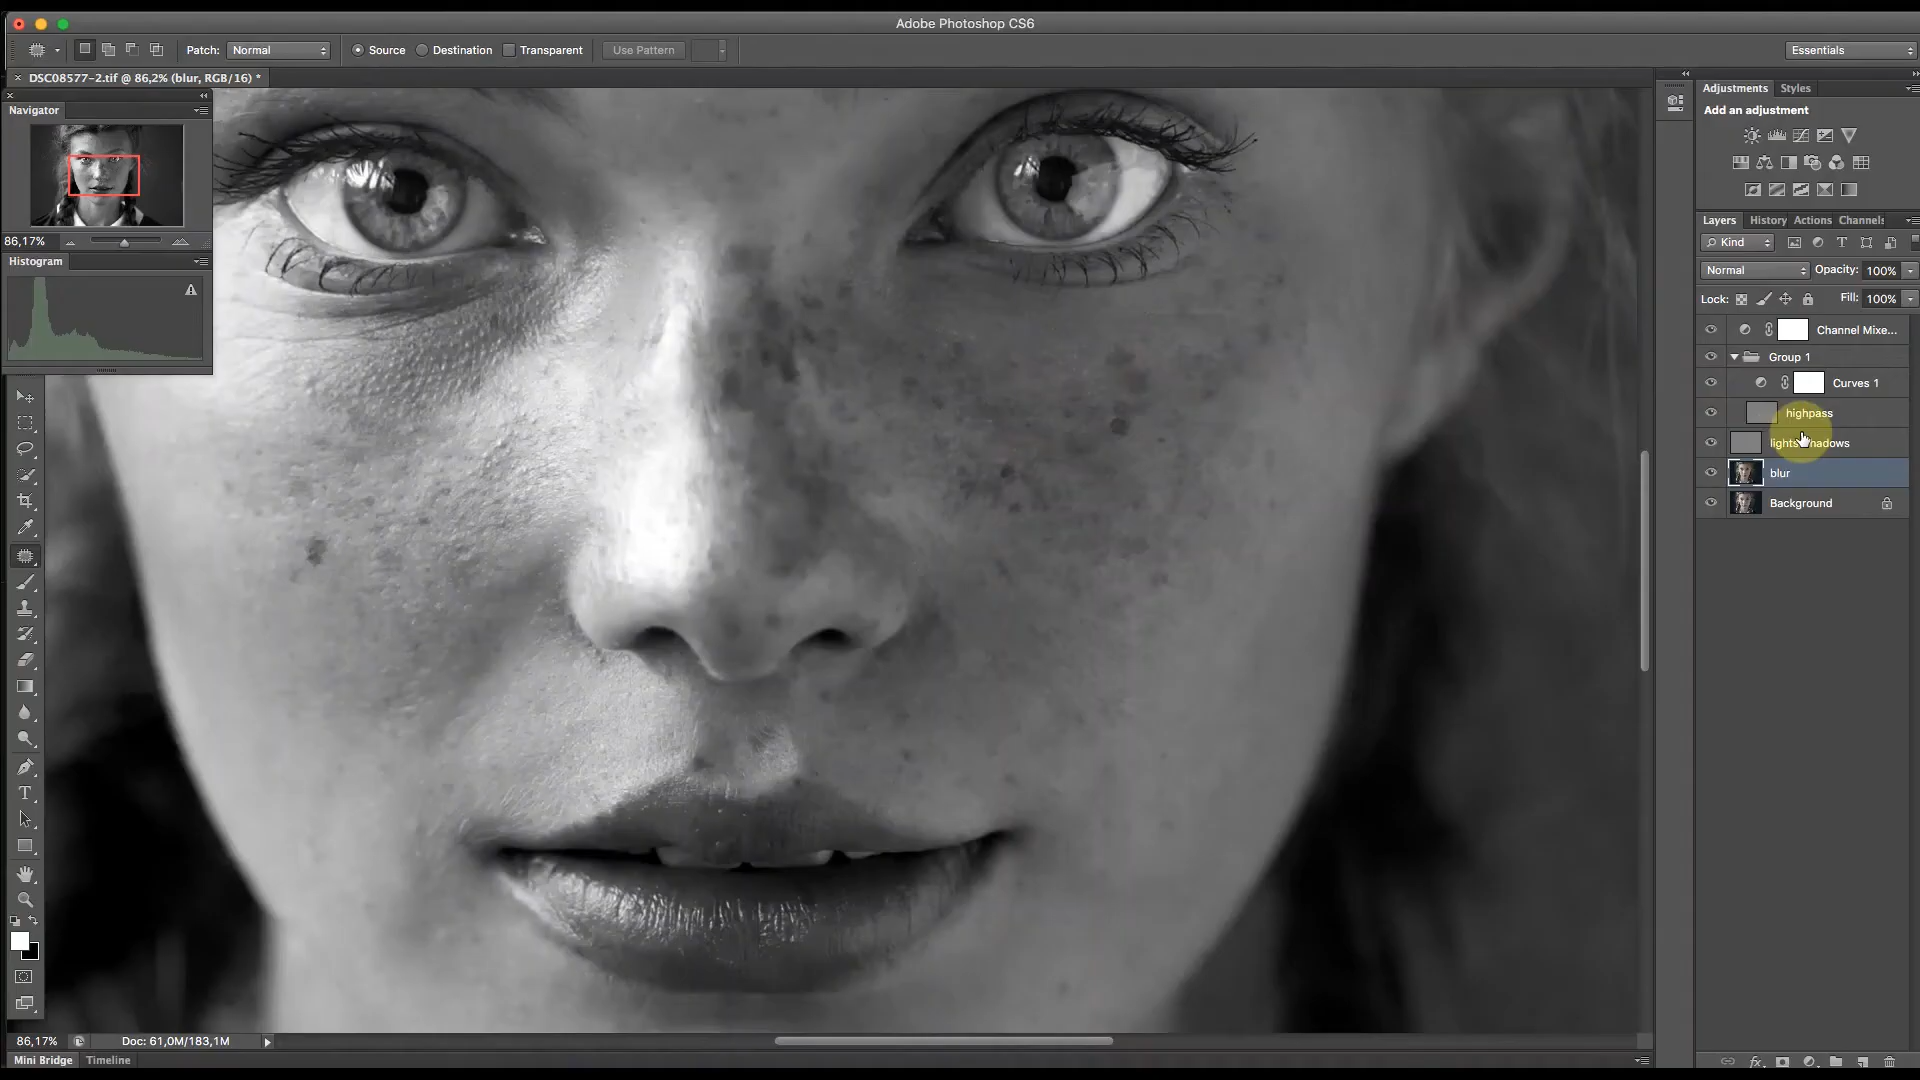 Adobe Photoshop CS6
Patch: Normal Source Destination Transparent Use Pattern Essentials
DSC08577-2.tif @ 86,2% (blur, RGB/16) *
Navigator
86,17%
Histogram
Adjustments Styles
Add an adjustment
Layers History Actions Channels
Kind
Normal Opacity: 100%
Lock: Fill: 100%
Channel Mixe...
Group 1
Curves 1
highpass
blur
Background
86,17% Doc: 61,0M/183,1M
Mini Bridge Timeline